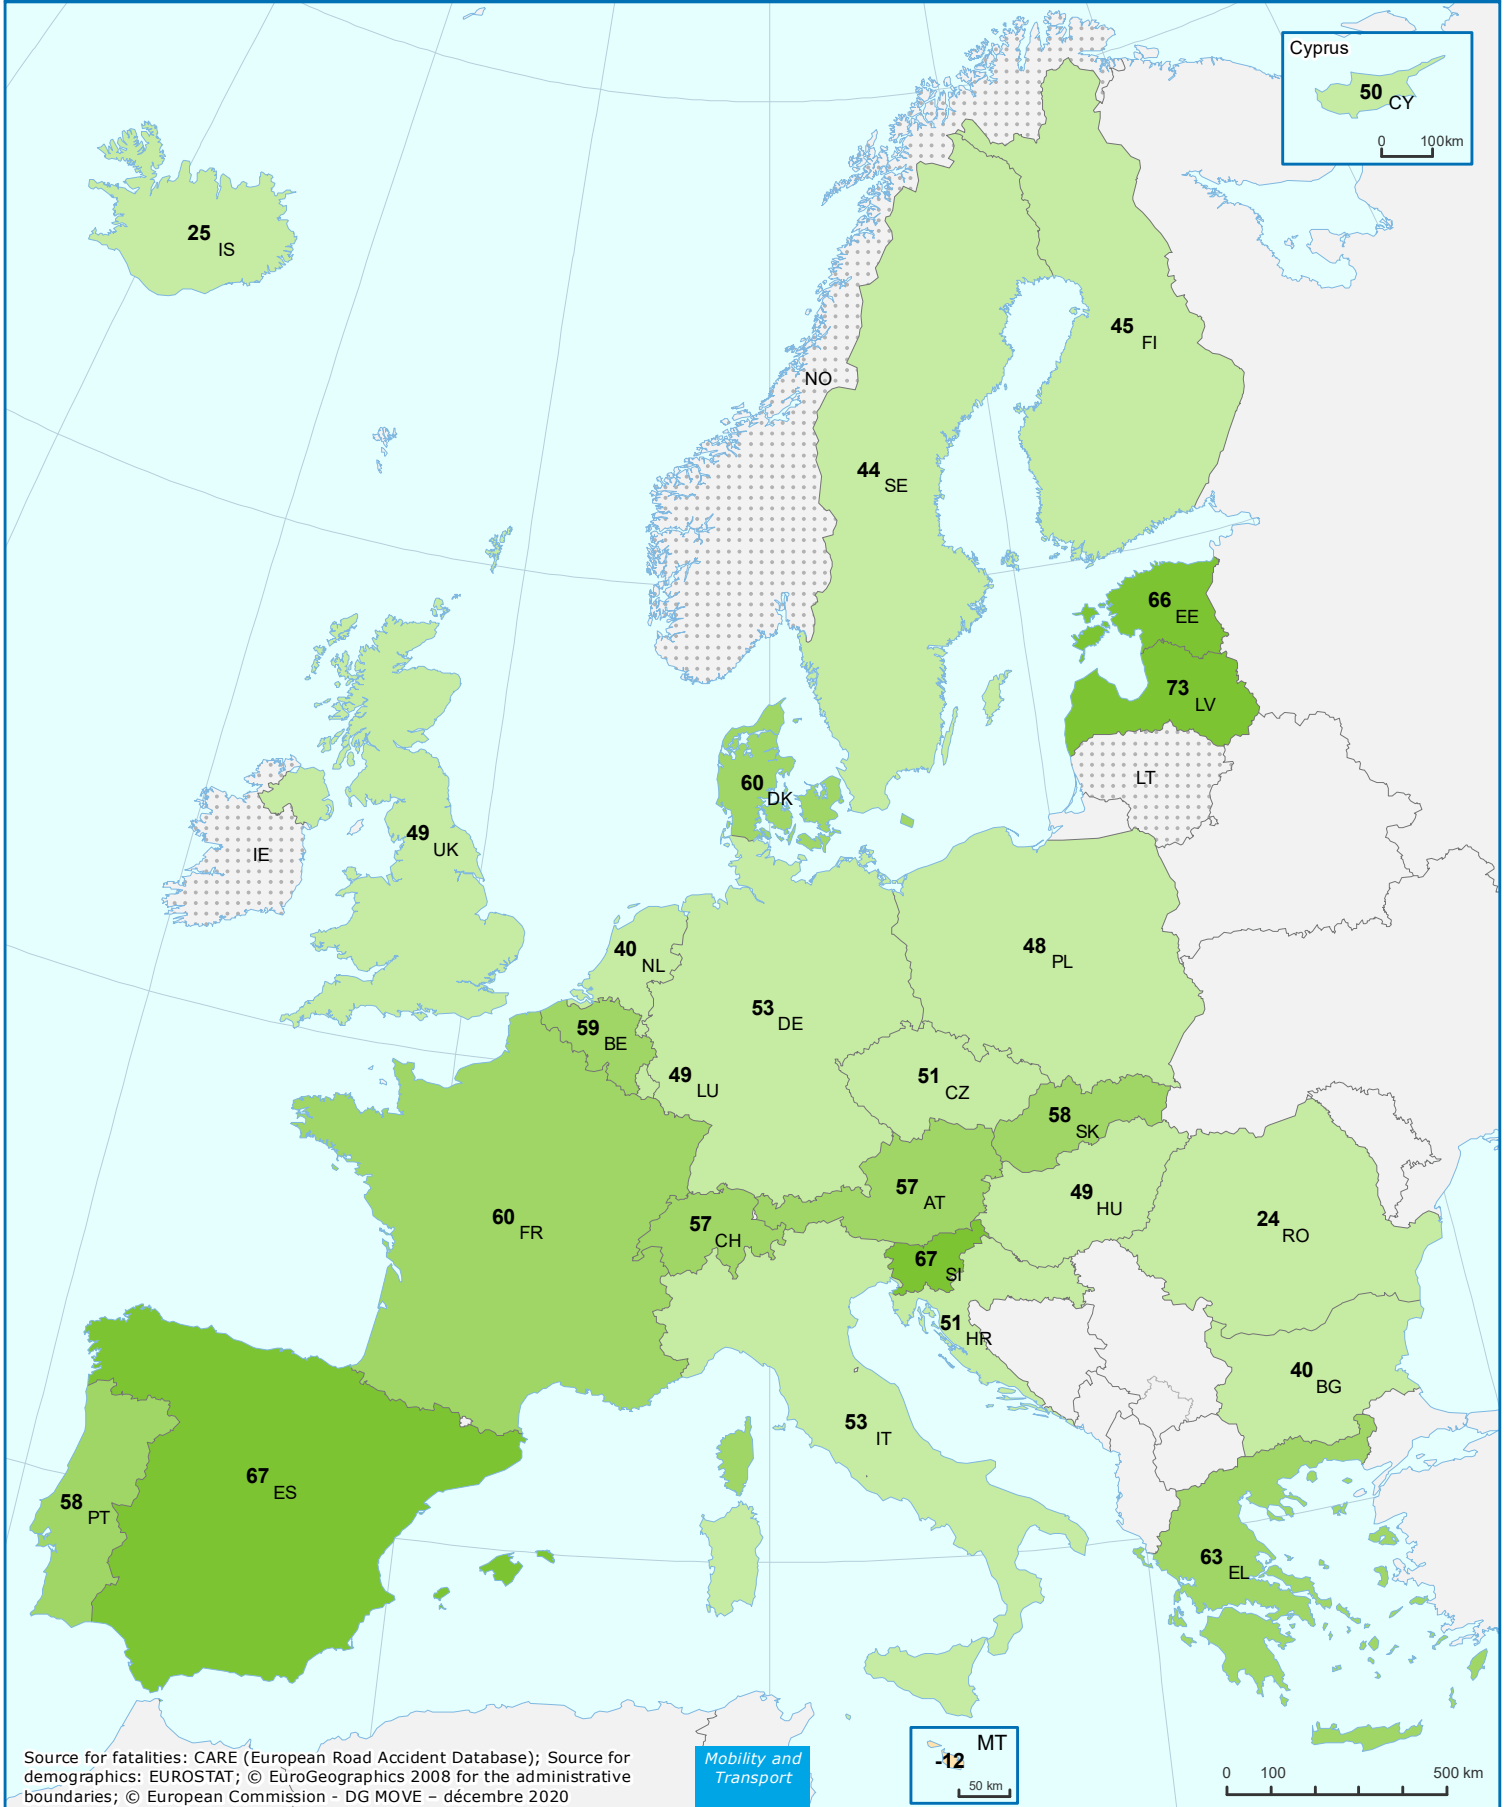 Cyprus
50 CY
0 100km
25 IS
45 FI
NO
44 SE
66 EE
73 LV
LT
60 DK
49 UK
IE
40 NL
48 PL
53 DE
59 BE
49 LU
51 CZ
58 SK
57 AT
49 HU
60 FR
57 CH
24 RO
67 SI
51 HR
40 BG
53 IT
67 ES
58 PT
63 EL
MT
-12
50 km
Source for fatalities: CARE (European Road Accident Database); Source for
demographics: EUROSTAT; © EuroGeographics 2008 for the administrative
boundaries; © European Commission - DG MOVE – décembre 2020
Mobility and
Transport
0 100 500 km